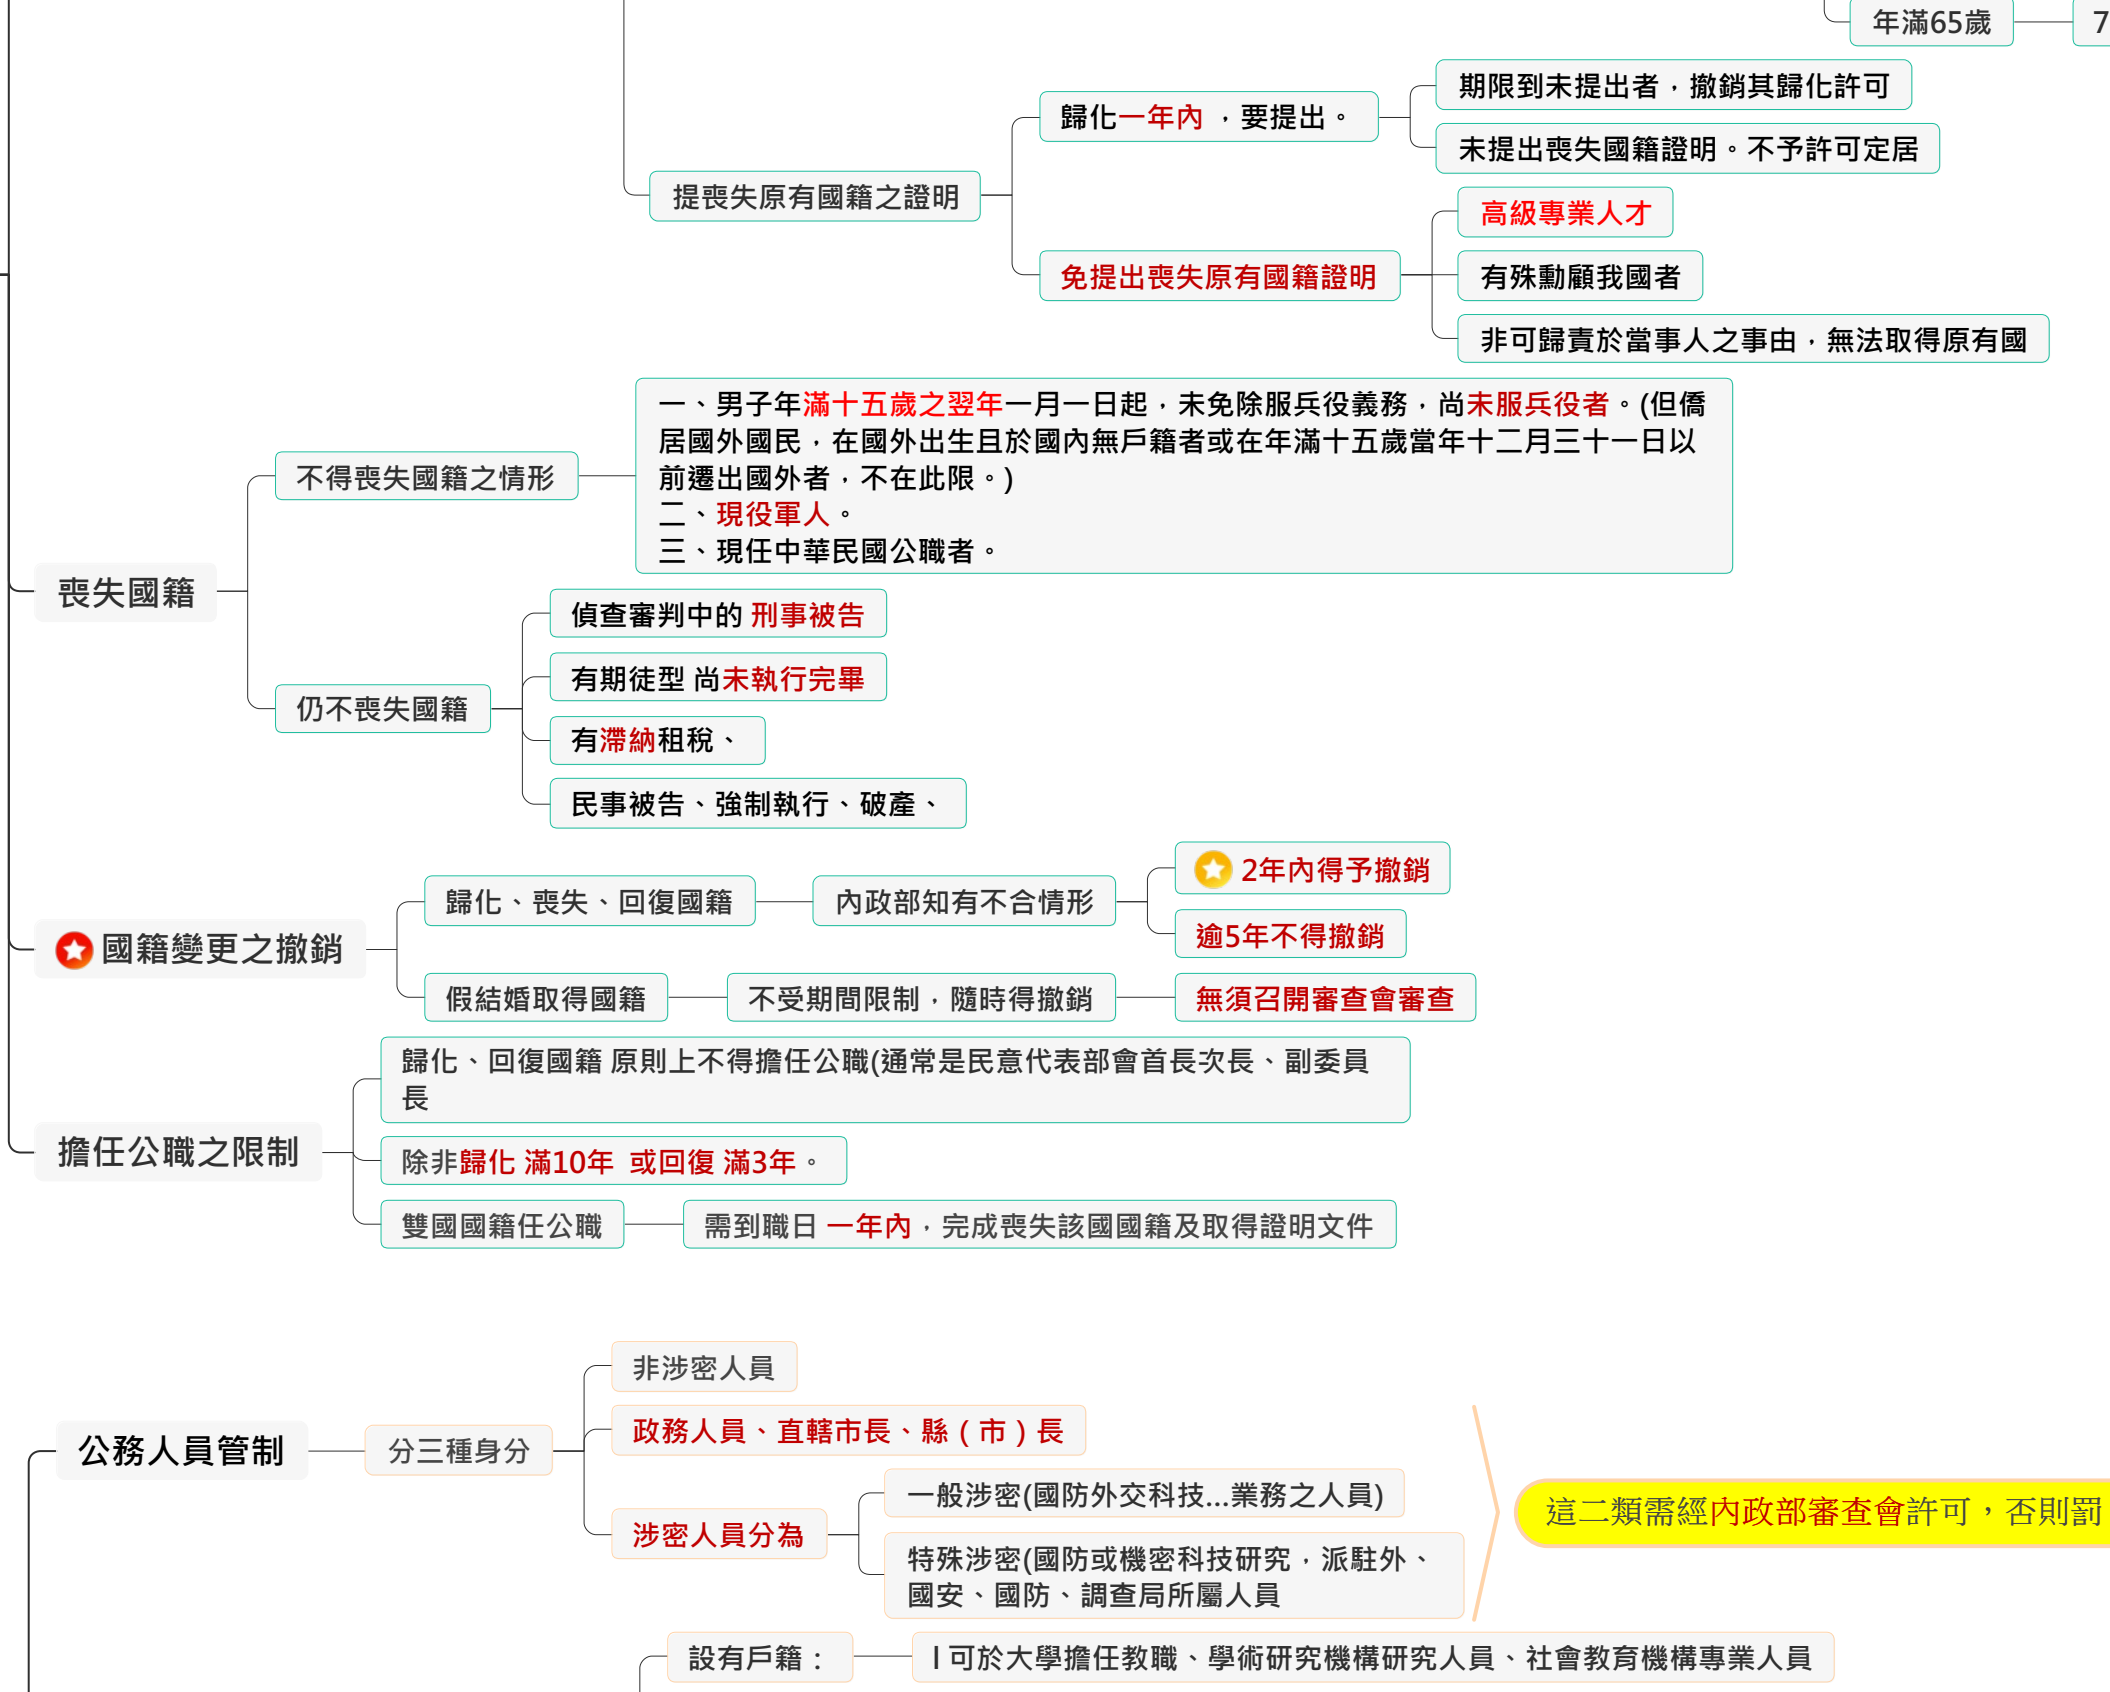 年滿65歲
7
期限到未提出者，撤銷其歸化許可
歸化一年內 ，要提出。
未提出喪失國籍證明。不予許可定居
提喪失原有國籍之證明
高級專業人才
免提出喪失原有國籍證明
有殊勳顧我國者
非可歸責於當事人之事由，無法取得原有國
一、男子年滿十五歲之翌年一月一日起，未免除服兵役義務，尚未服兵役者。(但僑
居國外國民，在國外出生且於國內無戶籍者或在年滿十五歲當年十二月三十一日以
前遷出國外者，不在此限。)
二、現役軍人。
三、現任中華民國公職者。
不得喪失國籍之情形
喪失國籍
偵查審判中的 刑事被告
有期徒型 尚未執行完畢
仍不喪失國籍
有滯納租稅、
民事被告、強制執行、破產、
2年內得予撤銷
歸化、喪失、回復國籍
內政部知有不合情形
逾5年不得撤銷
國籍變更之撤銷
假結婚取得國籍
不受期間限制，隨時得撤銷
無須召開審查會審查
歸化、回復國籍 原則上不得擔任公職(通常是民意代表部會首長次長、副委員
長
擔任公職之限制
除非歸化 滿10年 或回復 滿3年。
雙國國籍任公職
需到職日 一年內，完成喪失該國國籍及取得證明文件
非涉密人員
政務人員、直轄市長、縣（市）長
公務人員管制
分三種身分
一般涉密(國防外交科技...業務之人員)
涉密人員分為
特殊涉密(國防或機密科技研究，派駐外、
國安、國防、調查局所屬人員
這二類需經內政部審查會許可，否則罰
設有戶籍：
l 可於大學擔任教職、學術研究機構研究人員、社會教育機構專業人員